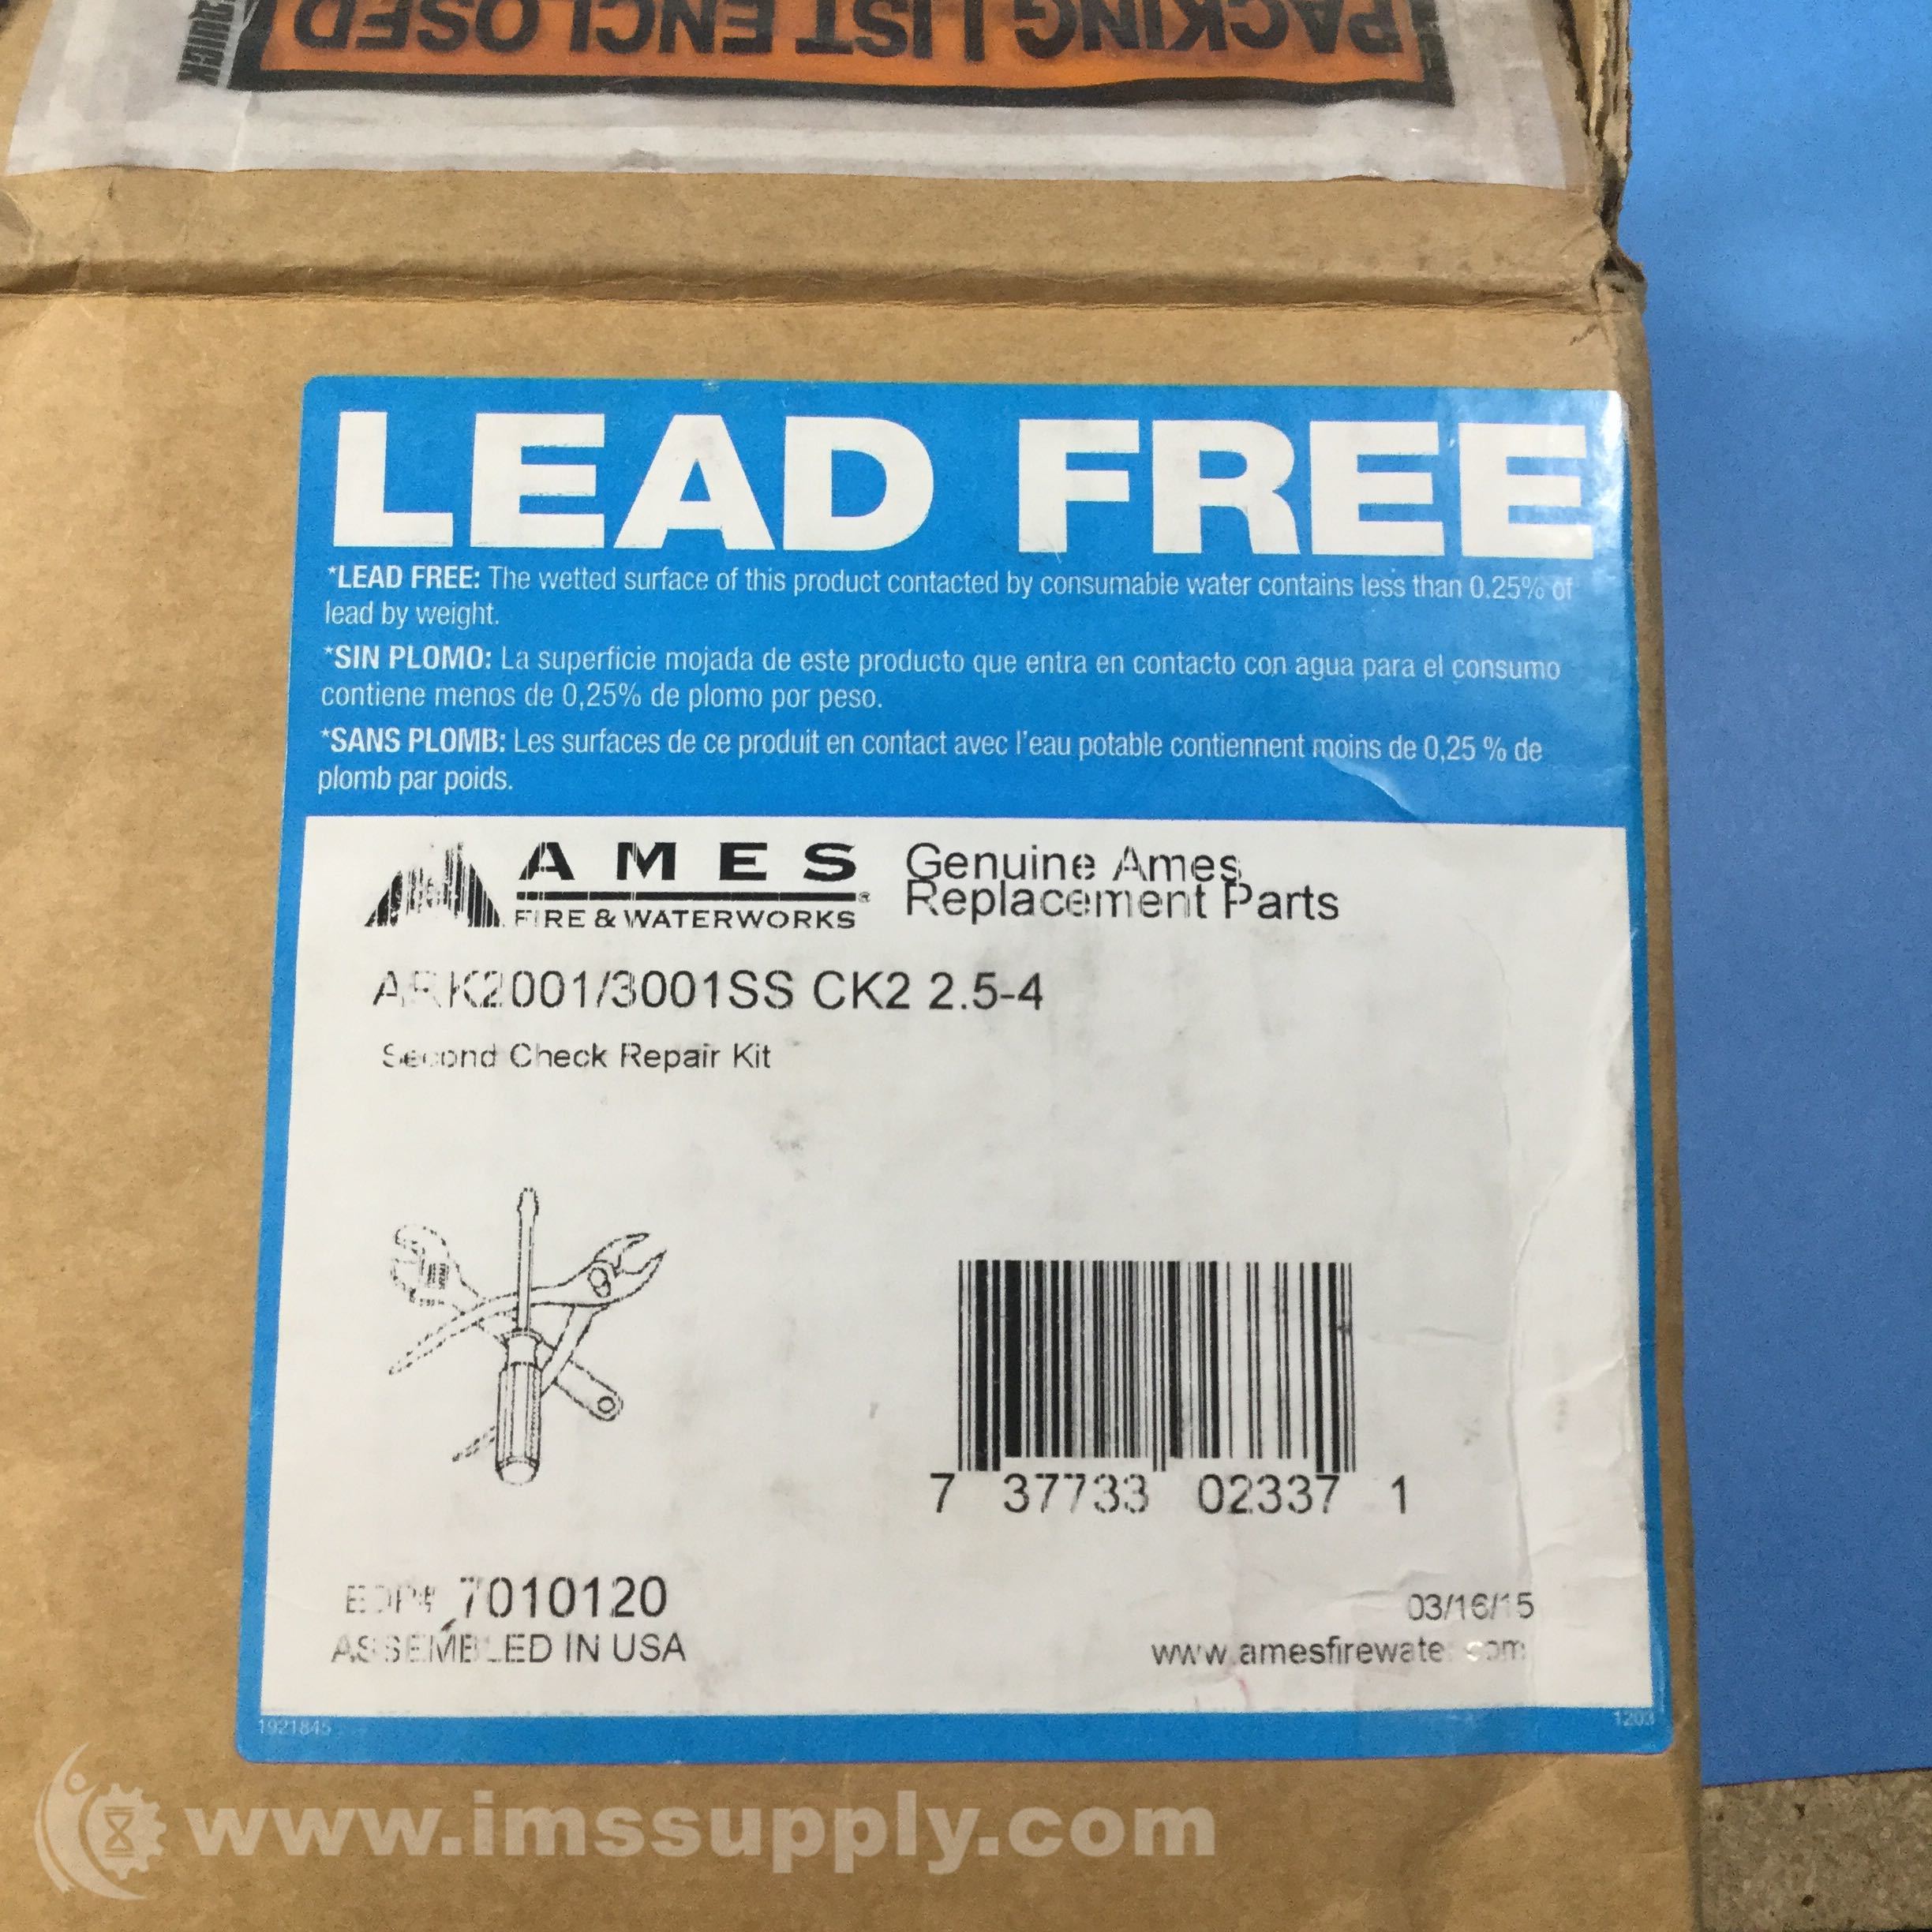 PACKING LIST ENCLOSED
LEAD FREE
*LEAD FREE: The wetted surface of this product contacted by consumable water contains less than 0.25% of
lead by weight.
*SIN PLOMO: La superficie mojada de este producto que entra en contacto con agua para el consumo
contiene menos de 0,25% de plomo por peso.
*SANS PLOMB: Les surfaces de ce produit en contact avec l'eau potable contiennent moins de 0,25 % de
plomb par poids.
AMES
FIRE & WATERWORKS®
Genuine Ames
Replacement Parts
ARK2001/3001SS CK2 2.5-4
Second Check Repair Kit
7 37733 02337 1
EDP# 7010120
ASSEMBLED IN USA
03/16/15
www.amesfirewater.com
1921845
1203
www.imssupply.com